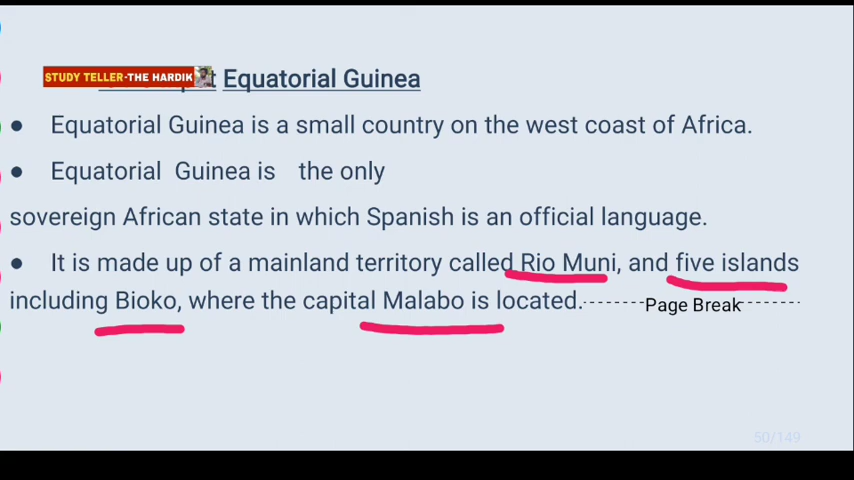 STUDY TELLER-THE HARDIK Equatorial Guinea
● Equatorial Guinea is a small country on the west coast of Africa.
● Equatorial Guinea is the only
sovereign African state in which Spanish is an official language.
● It is made up of a mainland territory called Rio Muni, and five islands
including Bioko, where the capital Malabo is located. Page Break
50/149